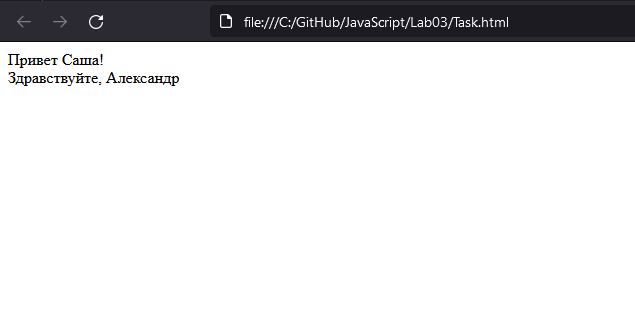 file:///C:/GitHub/JavaScript/Lab03/Task.html
Привет Саша!
Здравствуйте, Александр